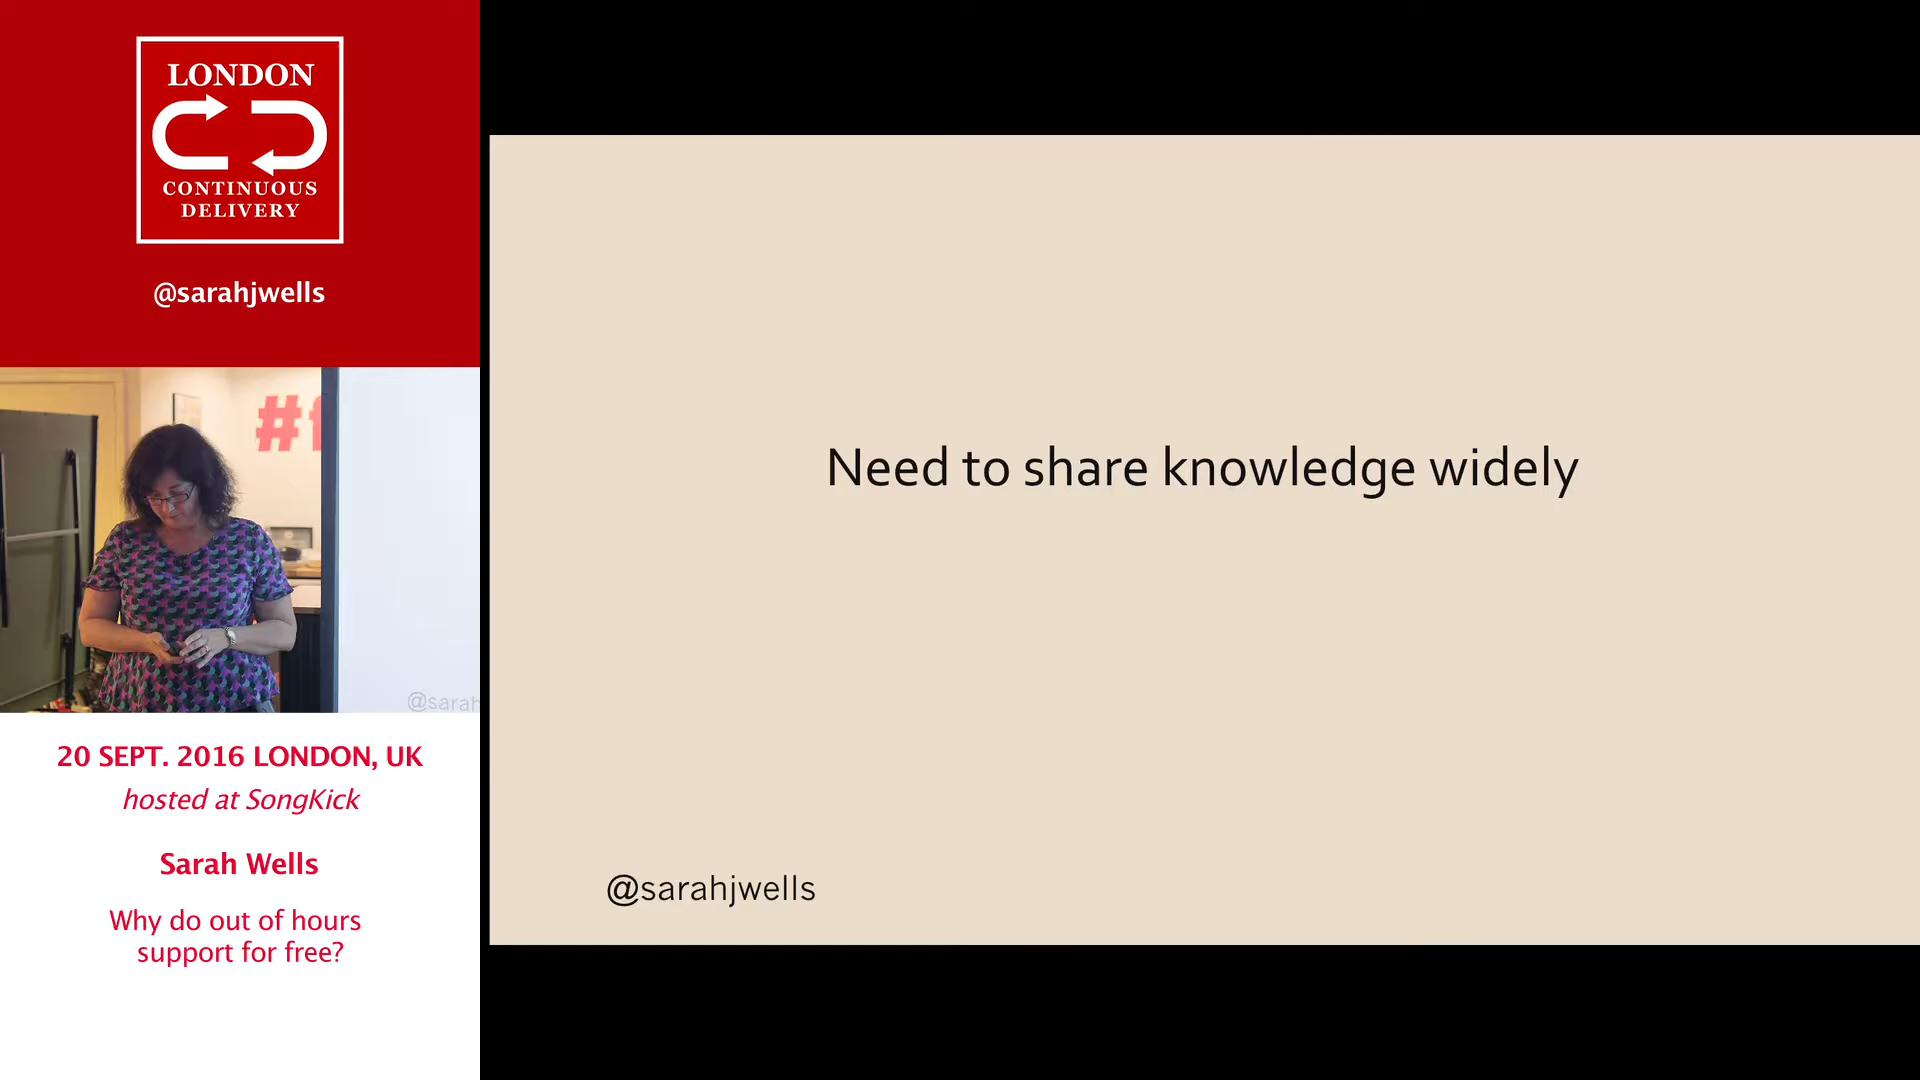 LONDON
CONTINUOUS
DELIVERY
@sarahjwells
#f
@sarah
20 SEPT. 2016 LONDON, UK
hosted at SongKick
Sarah Wells
Why do out of hours
support for free?
Need to share knowledge widely
@sarahjwells